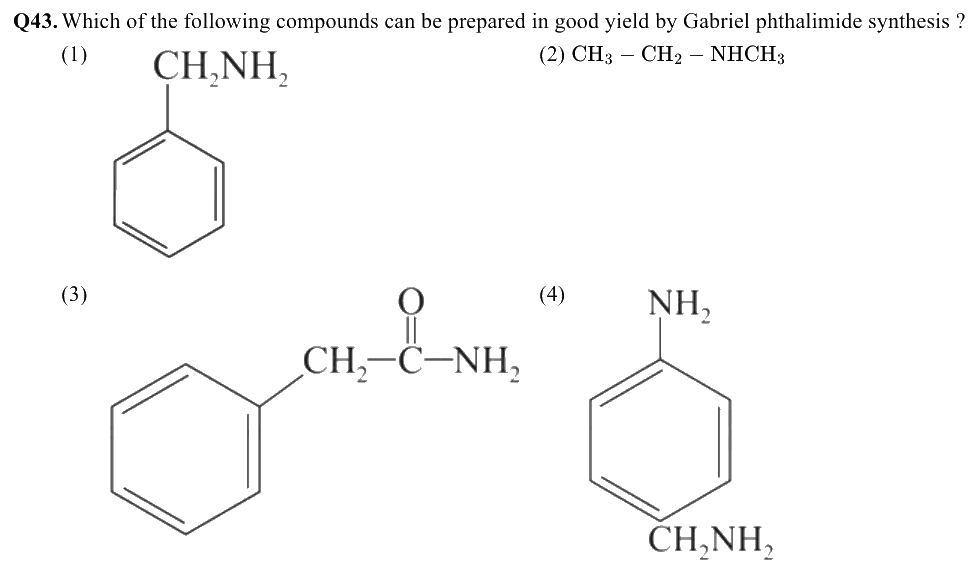 Q43. Which of the following compounds can be prepared in good yield by Gabriel phthalimide synthesis ?
(1)
CH₂NH₂
(2) CH₃ – CH₂ – NHCH₃
(3)
O
CH₂–C–NH₂
(4)
NH₂
CH₂NH₂